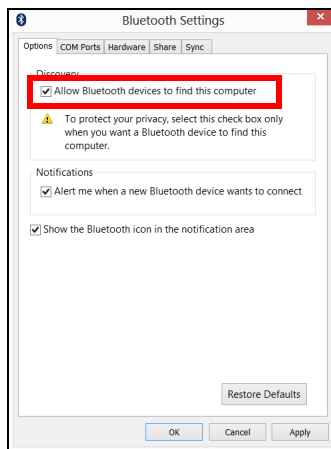 Bluetooth Settings
Options COM Ports Hardware Share Sync
Discovery
Allow Bluetooth devices to find this computer
To protect your privacy, select this check box only
when you want a Bluetooth device to find this
computer.
Notifications
Alert me when a new Bluetooth device wants to connect
Show the Bluetooth icon in the notification area
Restore Defaults
OK Cancel Apply